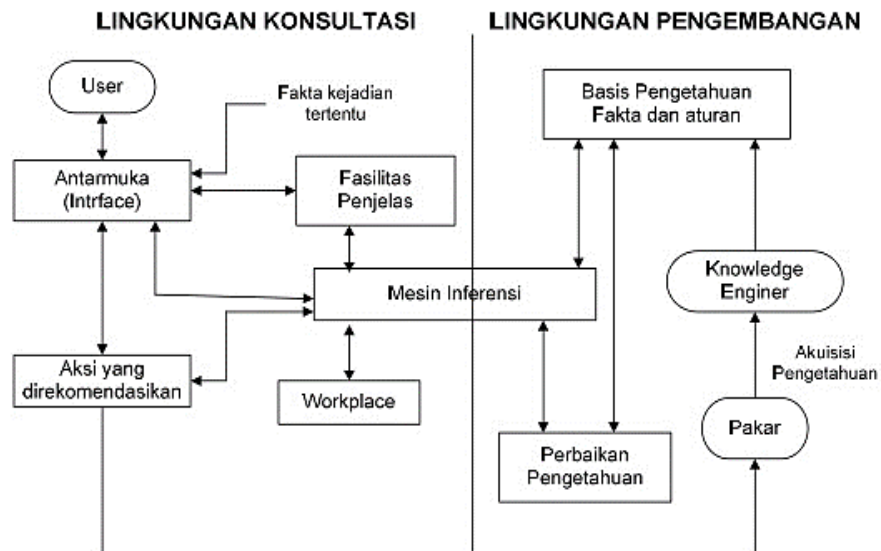 LINGKUNGAN KONSULTASI
LINGKUNGAN PENGEMBANGAN
User
Fakta kejadian
tertentu
Antarmuka
(Intrface)
Fasilitas
Penjelas
Basis Pengetahuan
Fakta dan aturan
Mesin Inferensi
Knowledge
Enginer
Akuisisi
Pengetahuan
Aksi yang
direkomendasikan
Workplace
Pakar
Perbaikan
Pengetahuan